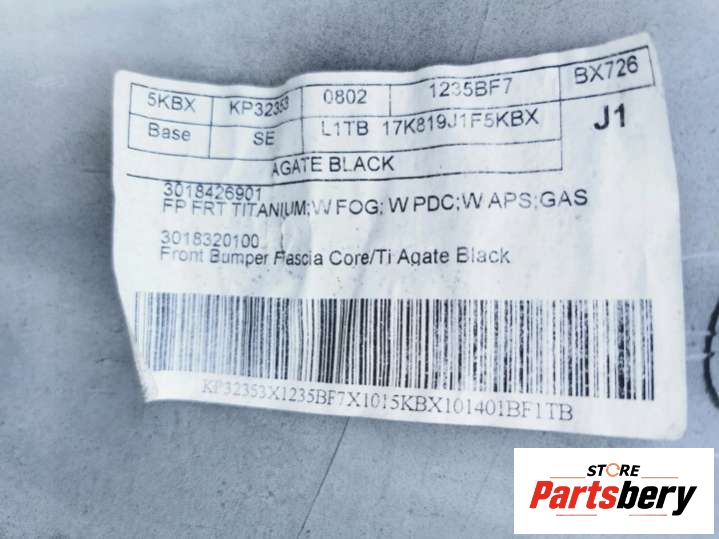 5KBX KP32353 0802 1235BF7 BX726
Base SE L1TB 17K819J1F5KBX J1
AGATE BLACK
3018426901
FP FRT TITANIUM;W FOG; W PDC;W APS;GAS
3018320100
Front Bumper Fascia Core/Ti Agate Black
KP32353X1235BF7X1015KBX101401BF1TB
STORE
Partsbery